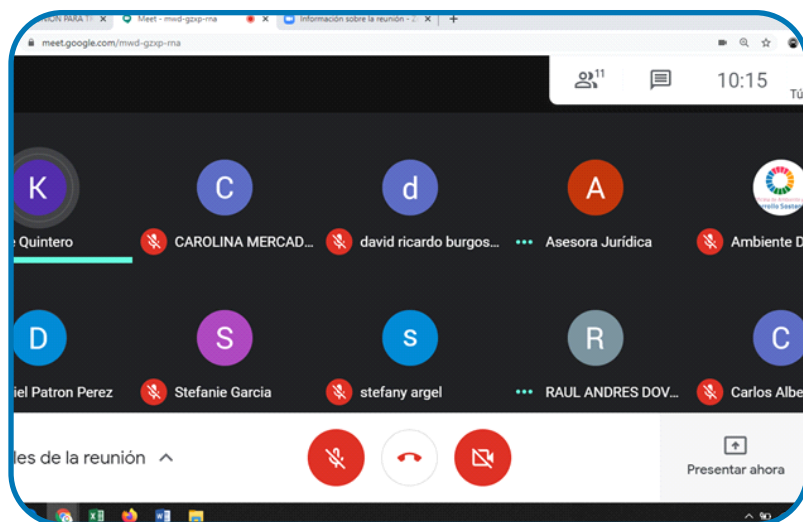 NION PARA T
Meet - mwd-gzxp-rna
Información sobre la reunión - Z
meet.google.com/mwd-gzxp-rna
11
10:15
Tú
K
C
d
A
e Quintero
CAROLINA MERCAD...
david ricardo burgos...
Asesora Jurídica
Ambiente D
D
S
s
R
C
iel Patron Perez
Stefanie Garcia
stefany argel
RAUL ANDRES DOV...
Carlos Albe
les de la reunión
Presentar ahora